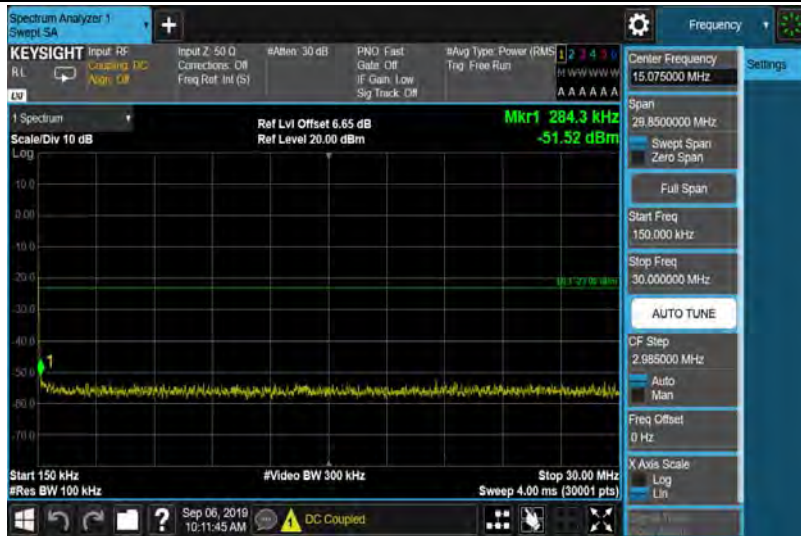 Spectrum Analyzer 1
Swept SA
Frequency
KEYSIGHT Input: RF
RL
Coupling: DC
Align: Off
Input Z: 50 Ω
Corrections: Off
Freq Ref: Int (S)
#Atten: 30 dB
PNO: Fast
Gate: Off
IF Gain: Low
Sig Track: Off
#Avg Type: Power (RMS
Trig: Free Run
1 2 3 4 5 6
M W W W W W
A A A A A A
1 Spectrum
Scale/Div 10 dB
Log
Ref Lvl Offset 6.65 dB
Ref Level 20.00 dBm
Mkr1 284.3 kHz
-51.52 dBm
10.0
0.00
-10.0
-20.0
-30.0
-40.0
-50.0
-60.0
-70.0
1
Start 150 kHz
#Res BW 100 kHz
#Video BW 300 kHz
Stop 30.00 MHz
Sweep 4.00 ms (30001 pts)
Sep 06, 2019
10:11:45 AM
DC Coupled
Center Frequency
15.075000 MHz
Settings
Span
29.8500000 MHz
Swept Span
Zero Span
Full Span
Start Freq
150.000 kHz
Stop Freq
30.000000 MHz
AUTO TUNE
CF Step
2.985000 MHz
Auto
Man
Freq Offset
0 Hz
X Axis Scale
Log
Lin